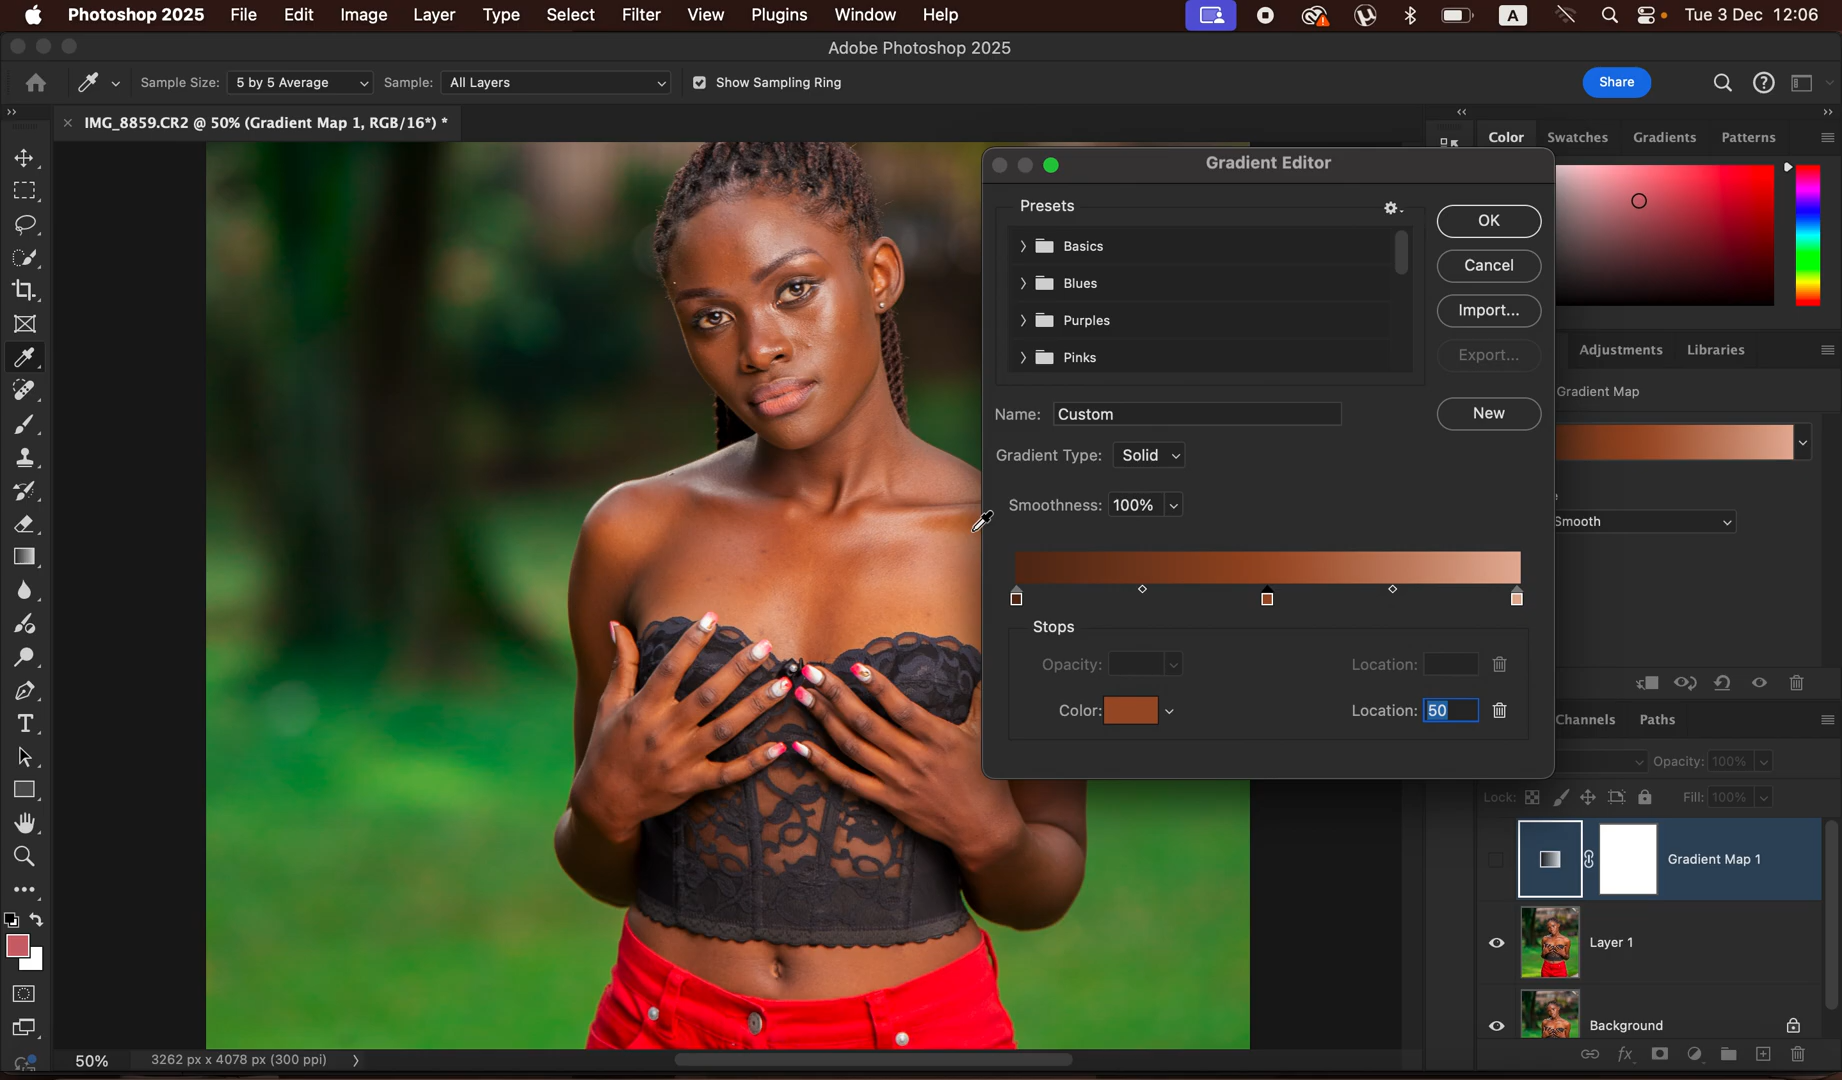 Photoshop 2025 File Edit Image Layer Type Select Filter View Plugins Window Help A Tue 3 Dec 12:06
Adobe Photoshop 2025
Sample Size: 5 by 5 Average Sample: All Layers Show Sampling Ring Share
IMG_8859.CR2 @ 50% (Gradient Map 1, RGB/16*) *
Color Swatches Gradients Patterns
Gradient Editor
Presets
Basics
Blues
Purples
Pinks
OK
Cancel
Import...
Export...
New
Name: Custom
Gradient Type: Solid
Smoothness: 100%
Stops
Opacity: Location:
Color: Location: 50
Adjustments Libraries
Gradient Map
Smooth
Channels Paths
Opacity: 100%
Lock: Fill: 100%
Gradient Map 1
Layer 1
Background
fx
50% 3262 px x 4078 px (300 ppi)